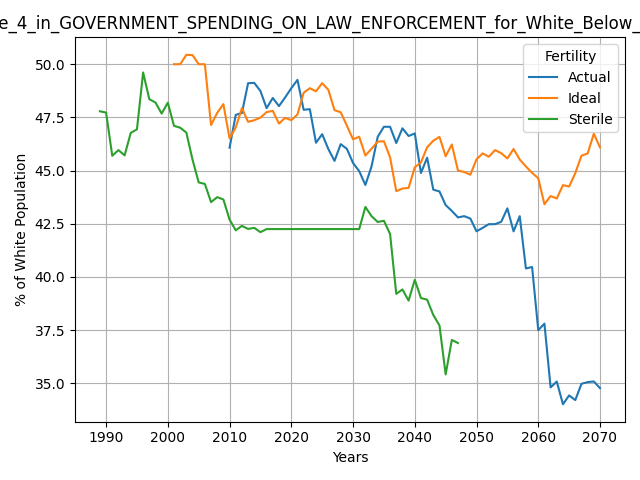 e_4_in_GOVERNMENT_SPENDING_ON_LAW_ENFORCEMENT_for_White_Below_
Fertility
Actual
Ideal
Sterile
% of White Population
50.0
47.5
45.0
42.5
40.0
37.5
35.0
1990 2000 2010 2020 2030 2040 2050 2060 2070
Years